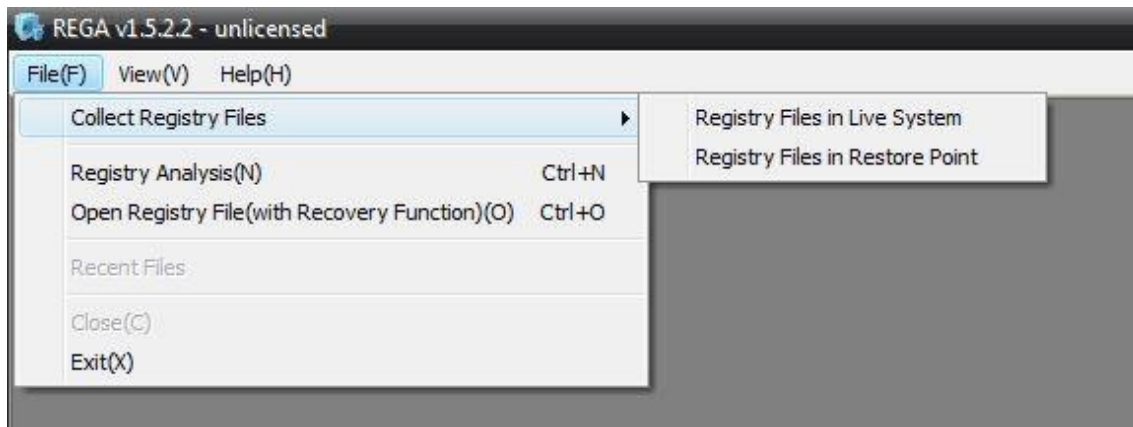 REGA v1.5.2.2 - unlicensed
File(F) View(V) Help(H)
Collect Registry Files
Registry Files in Live System
Registry Files in Restore Point
Registry Analysis(N) Ctrl+N
Open Registry File(with Recovery Function)(O) Ctrl+O
Recent Files
Close(C)
Exit(X)